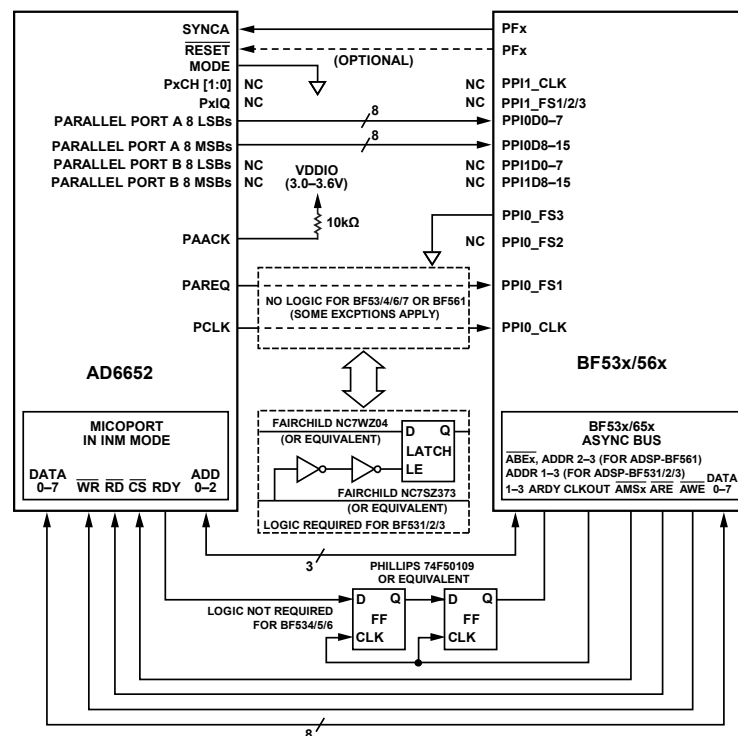 SYNCA
PFx
RESET
(OPTIONAL)
PFx
MODE
PxCH [1:0] NC
NC PPI1_CLK
PxIQ NC
NC PPI1_FS1/2/3
PARALLEL PORT A 8 LSBs
8
PPI0D0–7
PARALLEL PORT A 8 MSBs
8
PPI0D8–15
PARALLEL PORT B 8 LSBs NC
NC PPI1D0–7
PARALLEL PORT B 8 MSBs NC
NC PPI1D8–15
VDDIO
(3.0–3.6V)
10kΩ
PPI0_FS3
PAACK
NC PPI0_FS2
PAREQ
PPI0_FS1
NO LOGIC FOR BF53/4/6/7 OR BF561
(SOME EXCPTIONS APPLY)
PCLK
PPI0_CLK
AD6652
BF53x/56x
MICOPORT
IN INM MODE
DATA
0–7
WR RD CS RDY
ADD
0–2
FAIRCHILD NC7WZ04
(OR EQUIVALENT)
D Q
LATCH
LE
FAIRCHILD NC7SZ373
(OR EQUIVALENT)
LOGIC REQUIRED FOR BF531/2/3
BF53x/65x
ASYNC BUS
ABEx, ADDR 2–3 (FOR ADSP-BF561)
ADDR 1–3 (FOR ADSP-BF531/2/3)
1–3 ARDY CLKOUT AMSx ARE AWE
DATA
0–7
3
PHILLIPS 74F50109
OR EQUIVALENT
LOGIC NOT REQUIRED
FOR BF534/5/6
D Q
FF
CLK
D Q
FF
CLK
8